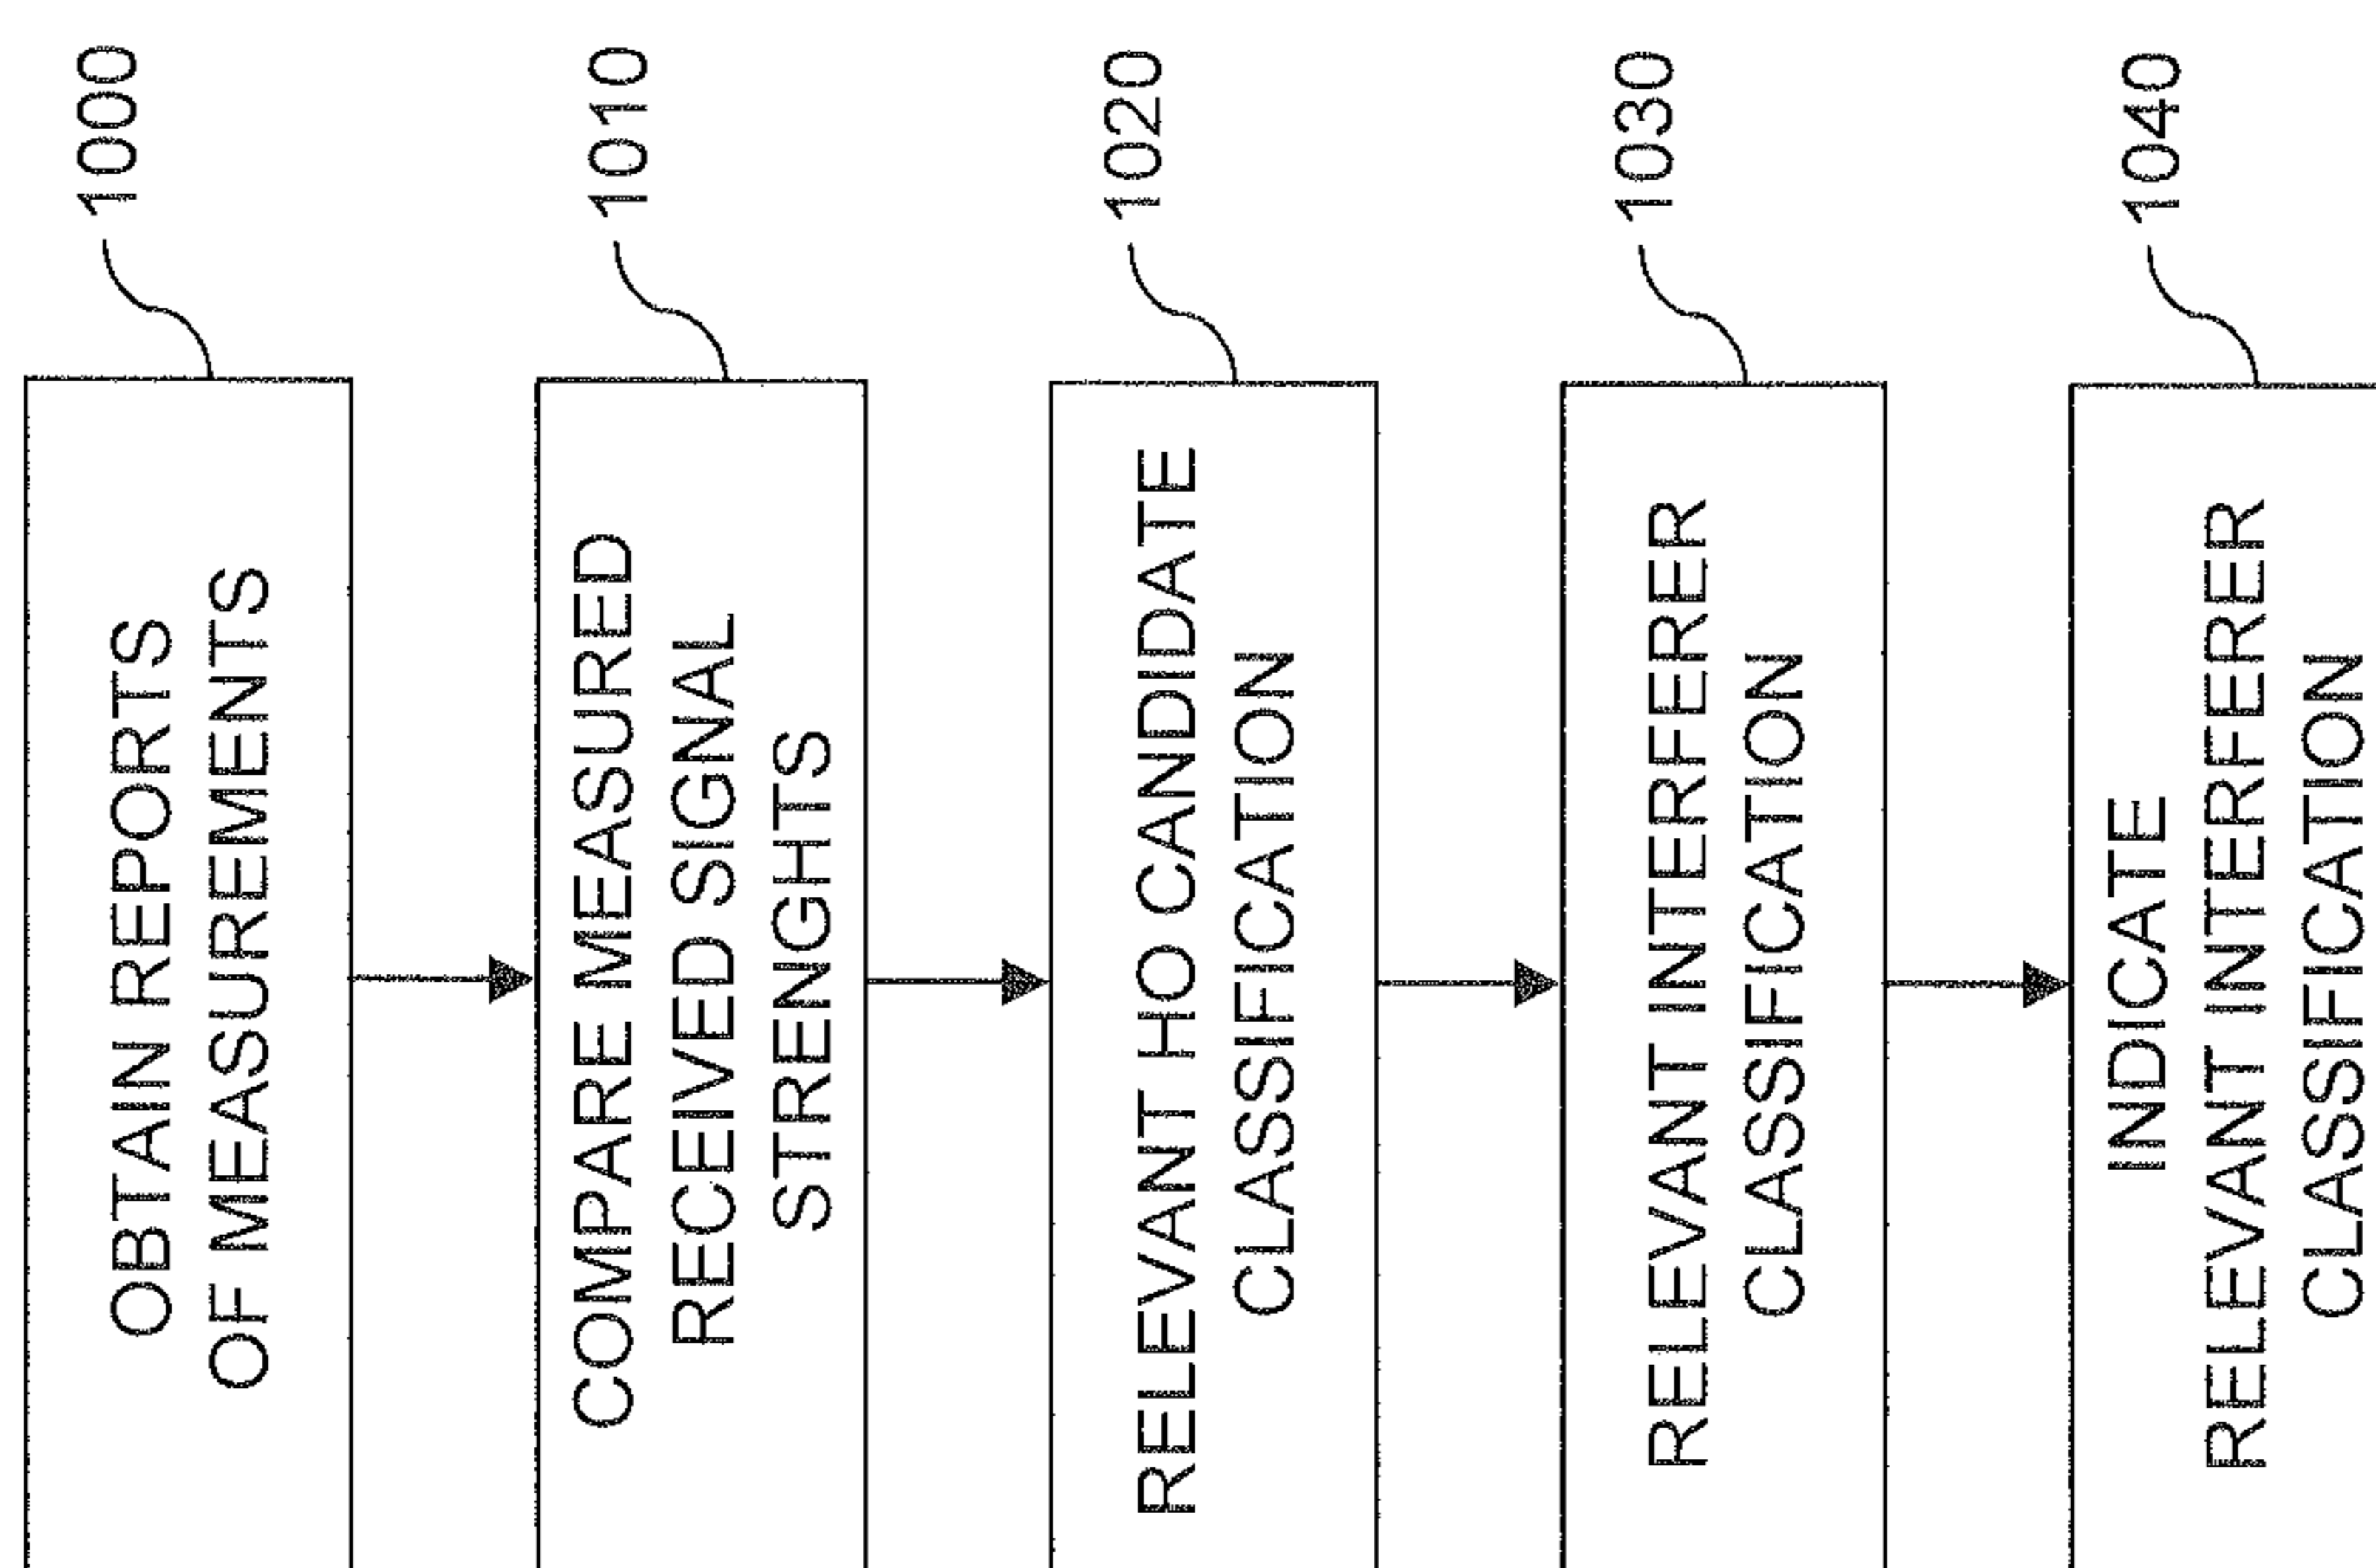 OBTAIN REPORTS
OF MEASUREMENTS
1000
COMPARE MEASURED
RECEIVED SIGNAL
STRENGHTS
1010
RELEVANT HO CANDIDATE
CLASSIFICATION
1020
RELEVANT INTERFERER
CLASSIFICATION
1030
INDICATE
RELEVANT INTERFERER
CLASSIFICATION
1040